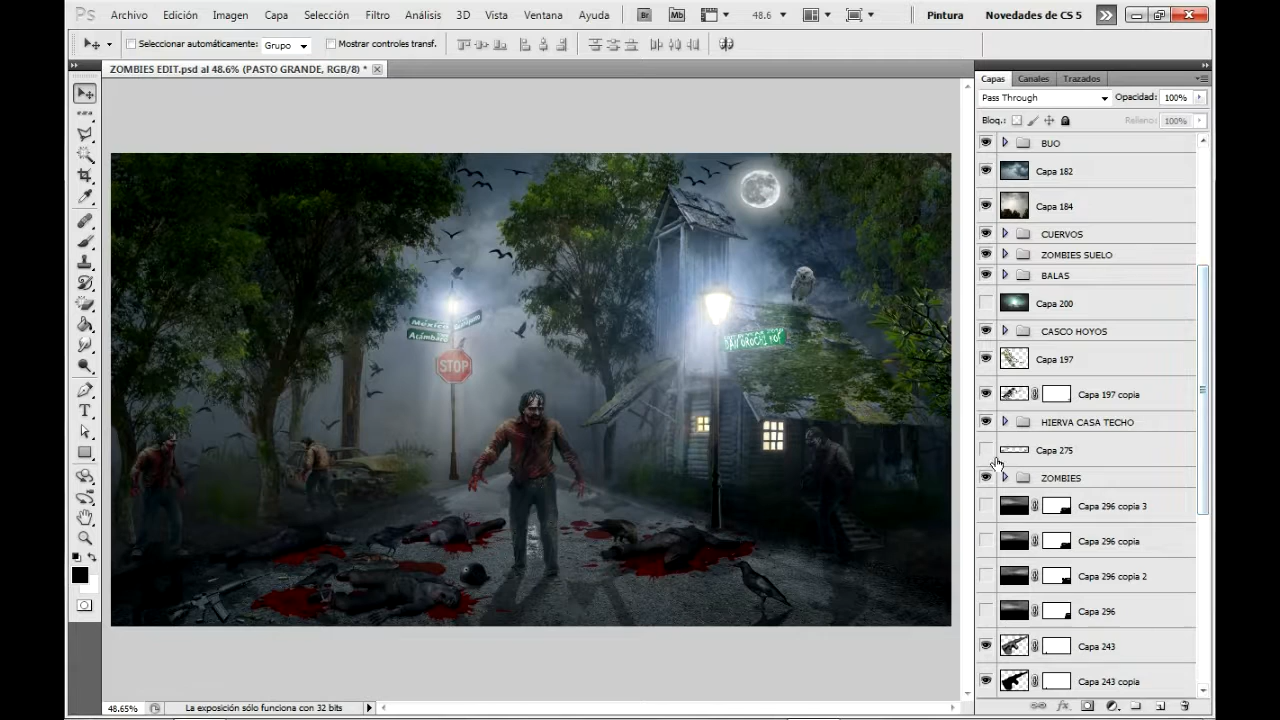 Ps Archivo Edición Imagen Capa Selección Filtro Análisis 3D Vista Ventana Ayuda Br Mb 48.6 Pintura Novedades de CS 5
Seleccionar automáticamente: Grupo Mostrar controles transf.
ZOMBIES EDIT.psd al 48.6% (PASTO GRANDE, RGB/8) *
Capas Canales Trazados
Pass Through Opacidad: 100%
Bloq.: Relleno: 100%
BUO
Capa 182
Capa 184
CUERVOS
ZOMBIES SUELO
BALAS
Capa 200
CASCO HOYOS
Capa 197
Capa 197 copia
HIERVA CASA TECHO
Capa 275
ZOMBIES
Capa 296 copia 3
Capa 296 copia
Capa 296 copia 2
Capa 296
Capa 243
Capa 243 copia
México
Acámbaro
STOP
48.65% La exposición sólo funciona con 32 bits